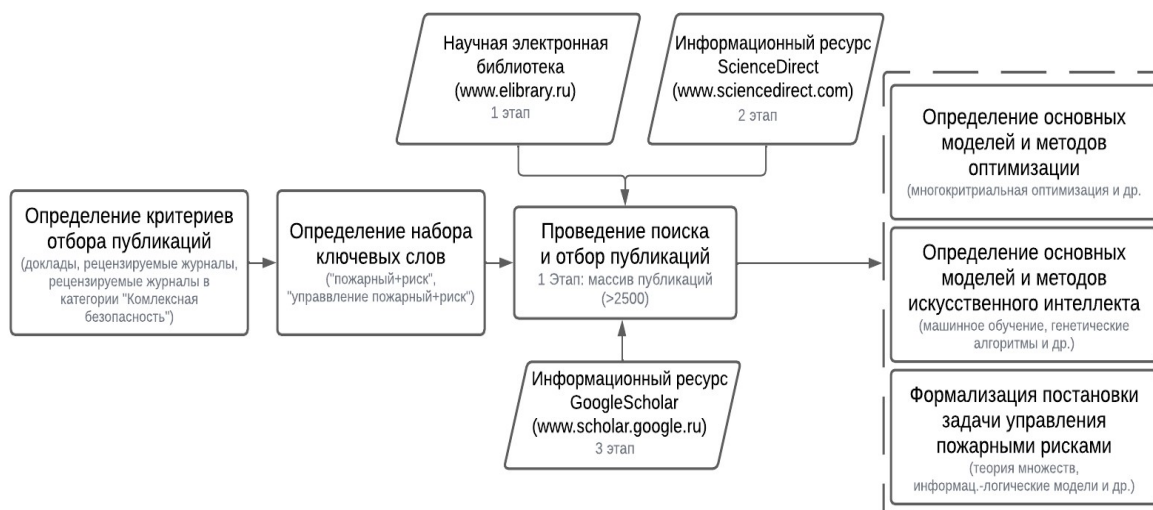 Научная электронная
библиотека
(www.elibrary.ru)
1 этап
Информационный ресурс
ScienceDirect
(www.sciencedirect.com)
2 этап
Определение критериев
отбора публикаций
(доклады, рецензируемые журналы,
рецензируемые журналы в
категории "Комлексная
безопасность")
Определение набора
ключевых слов
("пожарный+риск",
"управвление пожарный+риск")
Проведение поиска
и отбор публикаций
1 Этап: массив публикаций
(>2500)
Информационный ресурс
GoogleScholar
(www.scholar.google.ru)
3 этап
Определение основных
моделей и методов
оптимизации
(многокритриальная оптимизация и др.
Определение основных
моделей и методов
искусственного интеллекта
(машинное обучение, генетические
алгоритмы и др.)
Формализация постановки
задачи управления
пожарными рисками
(теория множеств,
информац.-логические модели и др.)